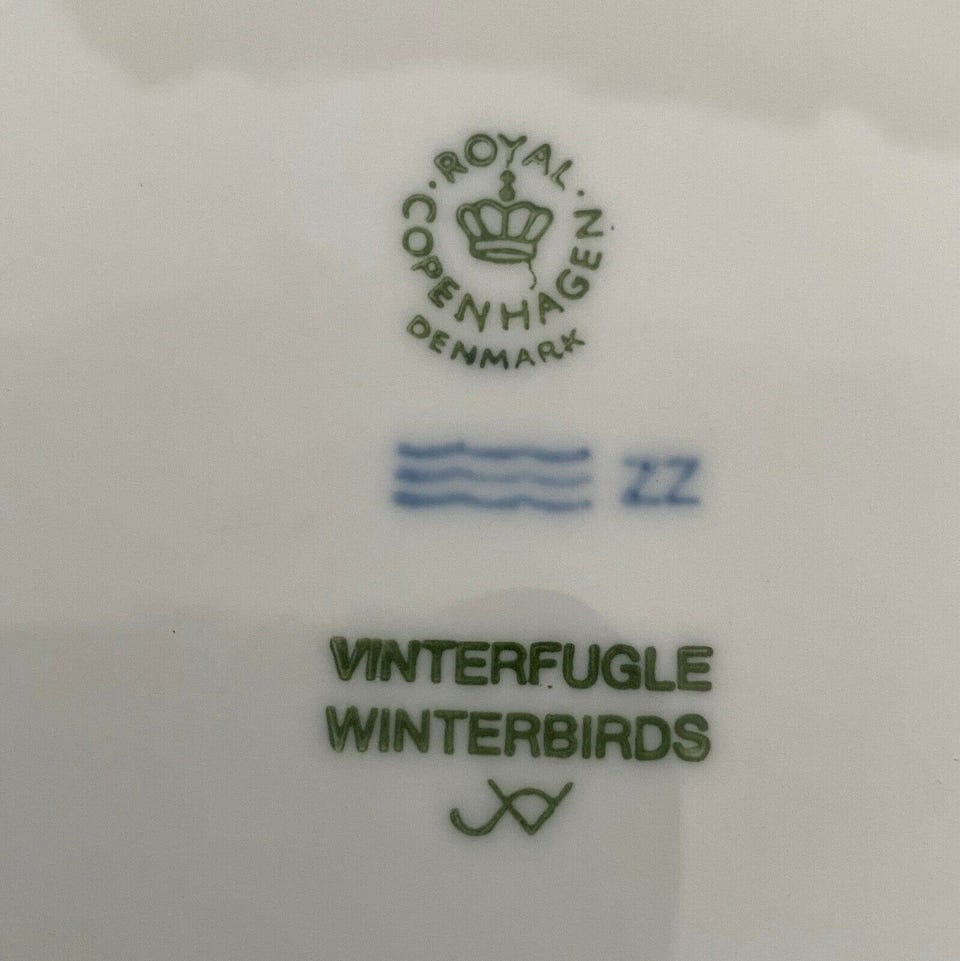 ROYAL
COPENHAGEN
DENMARK
ZZ
VINTERFUGLE
WINTERBIRDS